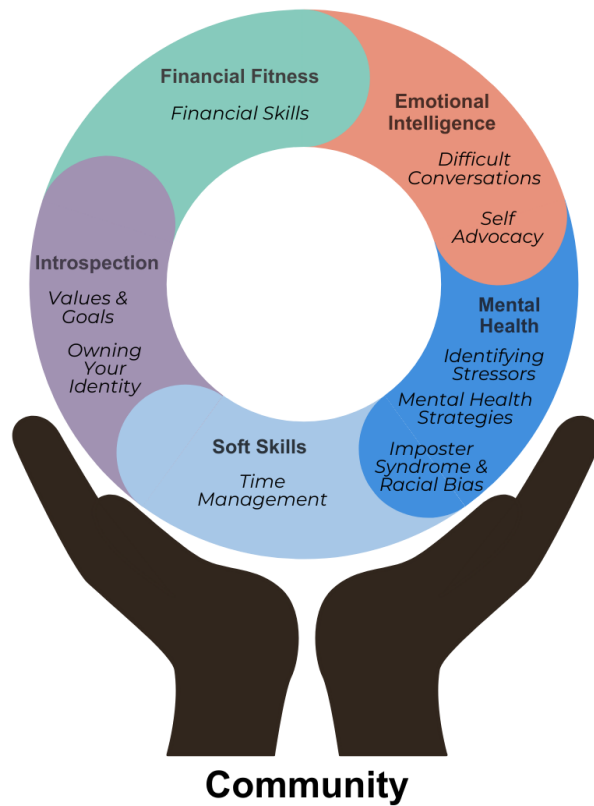 Financial Fitness
Financial Skills
Emotional
Intelligence
Difficult
Conversations
Self
Advocacy
Mental
Health
Identifying
Stressors
Mental Health
Strategies
Imposter
Syndrome &
Racial Bias
Soft Skills
Time
Management
Introspection
Values &
Goals
Owning
Your
Identity
Community